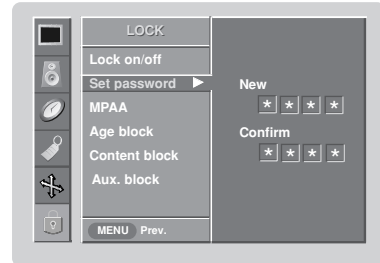 LOCK
Lock on/off
Set password ►
MPAA
Age block
Content block
Aux. block
MENU Prev.
New
* * * *
Confirm
* * * *